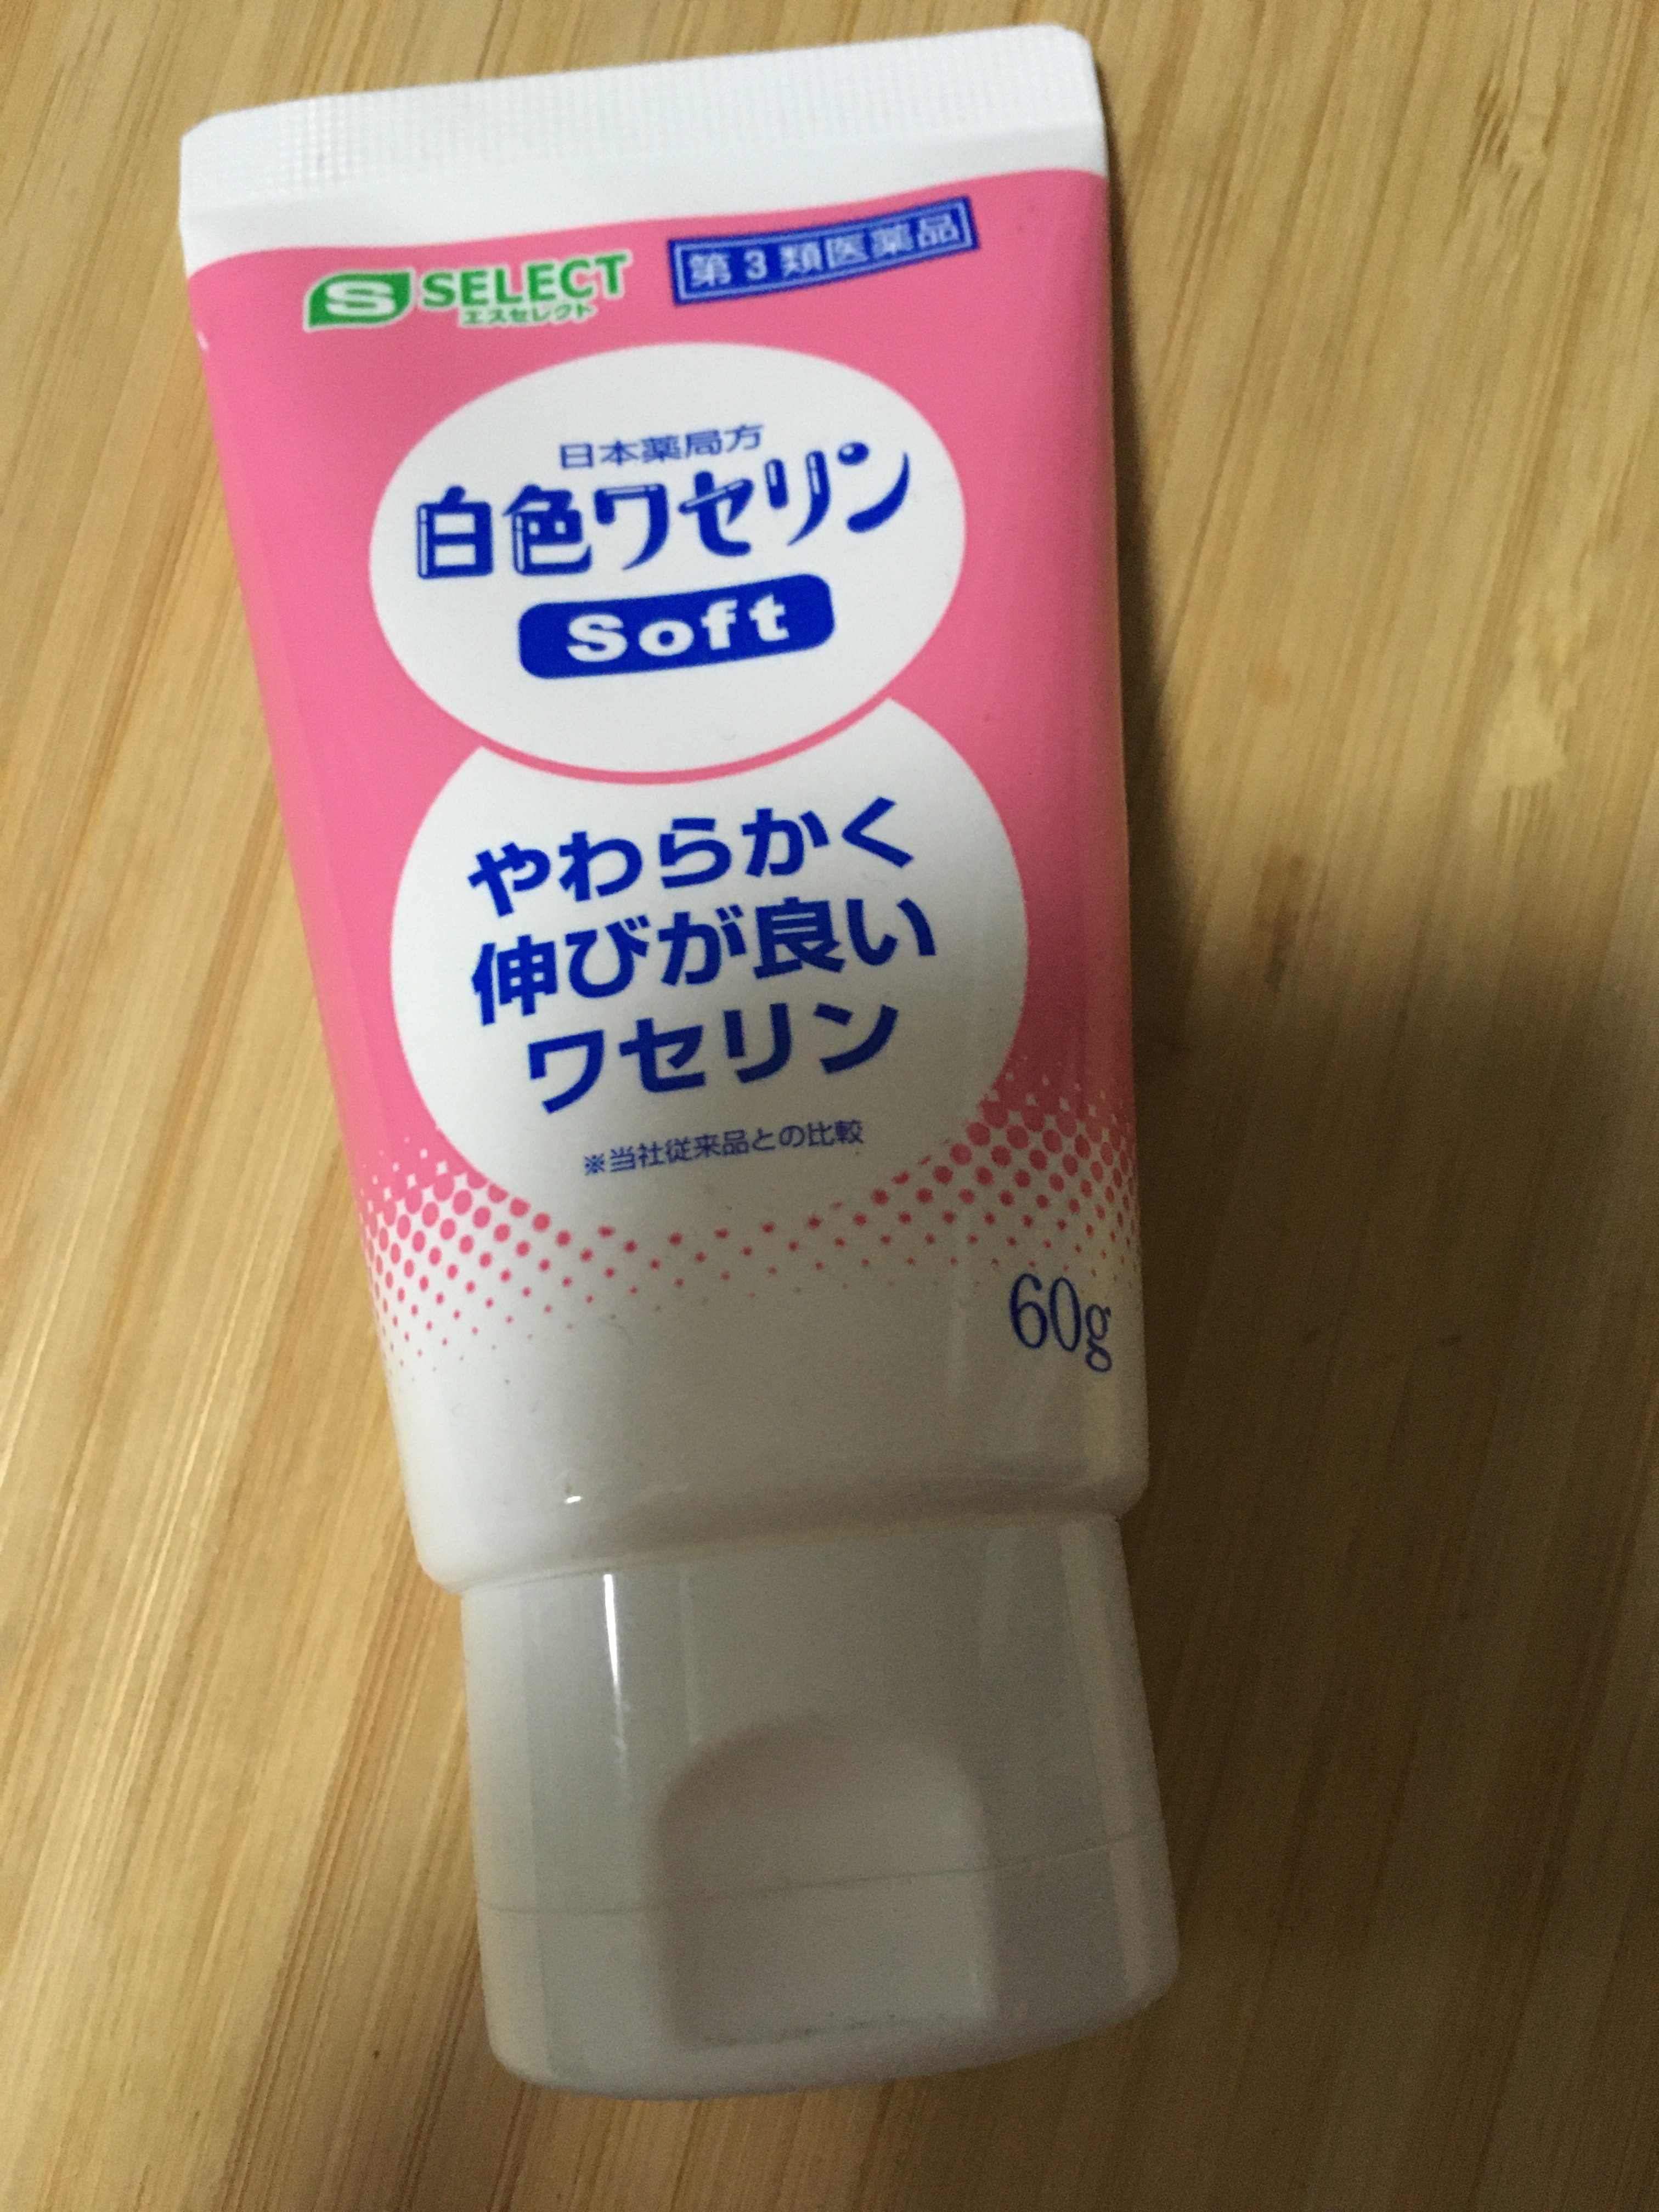 S SELECT
エスセレクト
第3類医薬品
日本薬局方
白色ワセリン
Soft
やわらかく
伸びが良い
ワセリン
※当社従来品との比較
60g